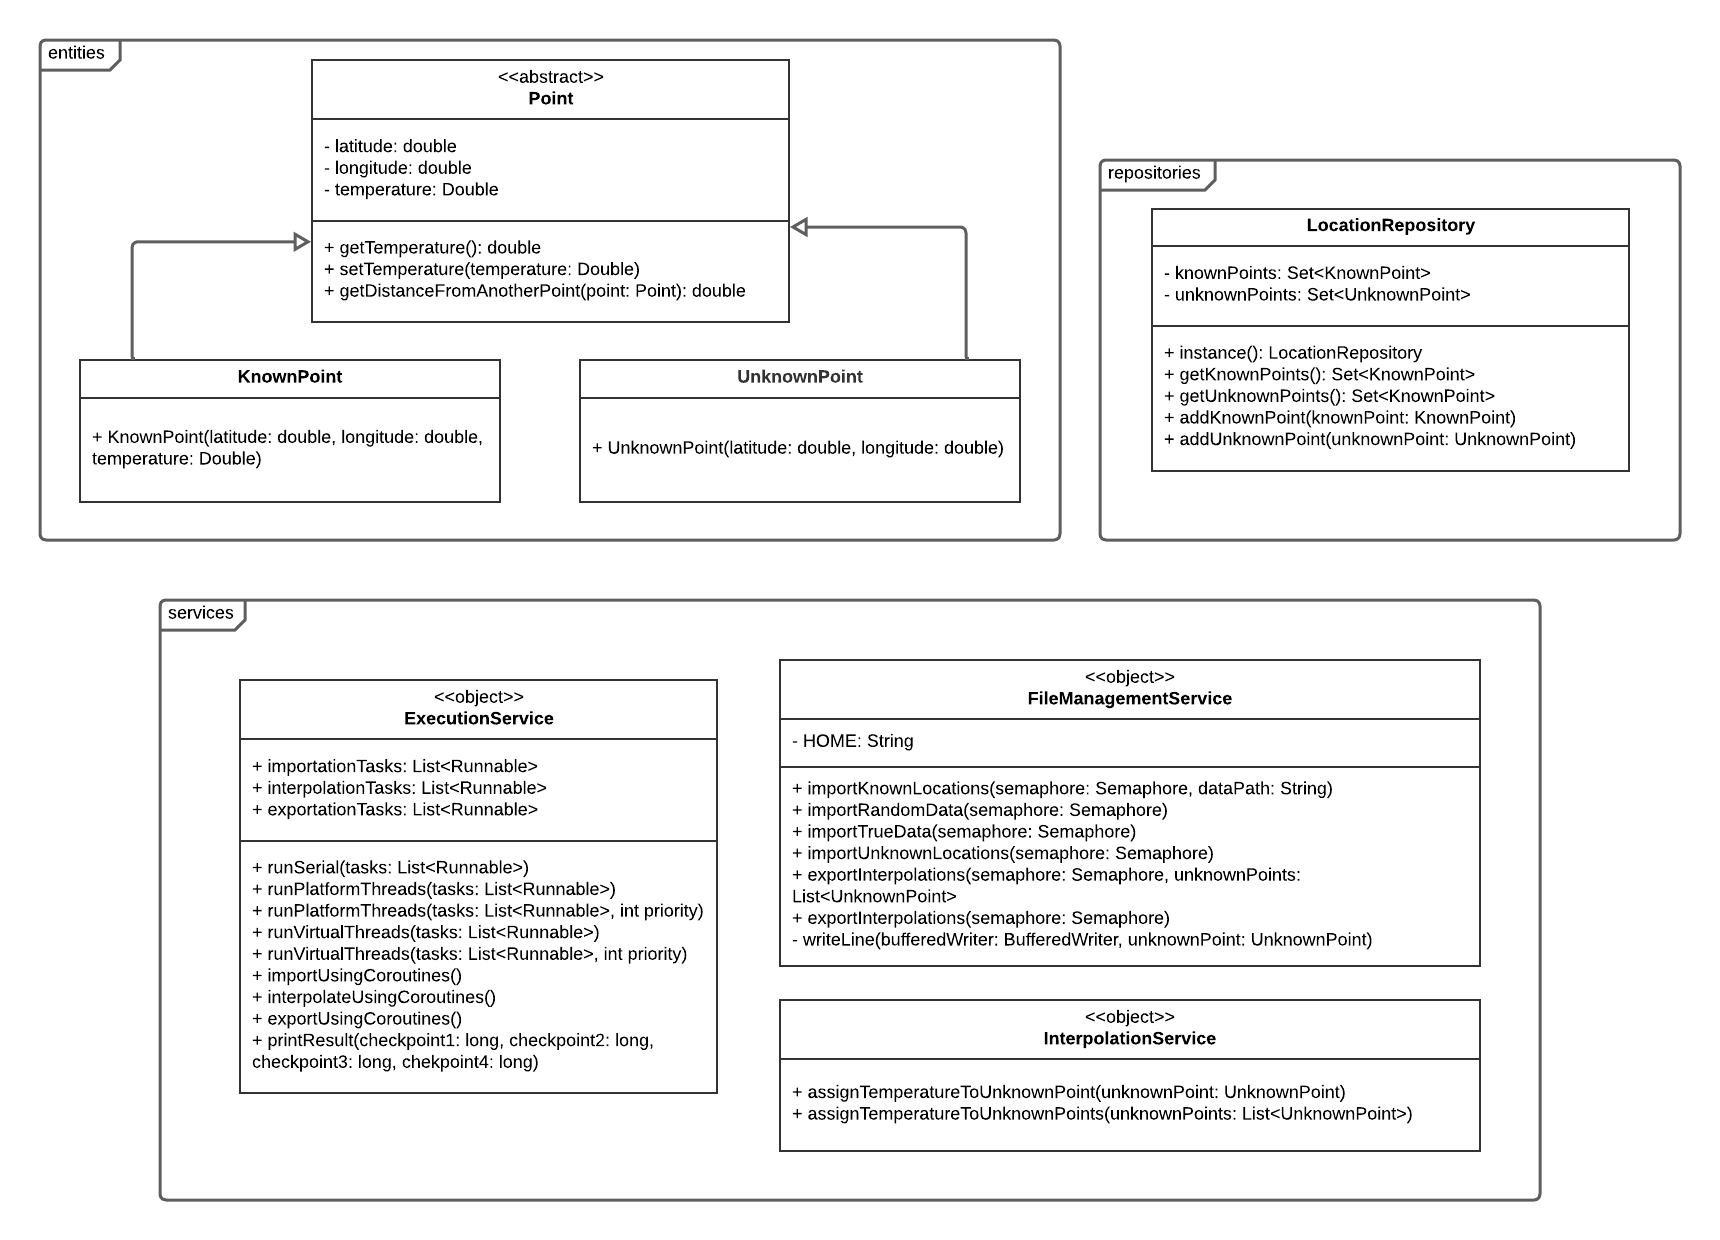 entities
<<abstract>>
Point
- latitude: double
- longitude: double
- temperature: Double
+ getTemperature(): double
+ setTemperature(temperature: Double)
+ getDistanceFromAnotherPoint(point: Point): double
KnownPoint
+ KnownPoint(latitude: double, longitude: double,
temperature: Double)
UnknownPoint
+ UnknownPoint(latitude: double, longitude: double)
repositories
LocationRepository
- knownPoints: Set<KnownPoint>
- unknownPoints: Set<UnknownPoint>
+ instance(): LocationRepository
+ getKnownPoints(): Set<KnownPoint>
+ getUnknownPoints(): Set<KnownPoint>
+ addKnownPoint(knownPoint: KnownPoint)
+ addUnknownPoint(unknownPoint: UnknownPoint)
services
<<object>>
ExecutionService
+ importationTasks: List<Runnable>
+ interpolationTasks: List<Runnable>
+ exportationTasks: List<Runnable>
+ runSerial(tasks: List<Runnable>)
+ runPlatformThreads(tasks: List<Runnable>)
+ runPlatformThreads(tasks: List<Runnable>, int priority)
+ runVirtualThreads(tasks: List<Runnable>)
+ runVirtualThreads(tasks: List<Runnable>, int priority)
+ importUsingCoroutines()
+ interpolateUsingCoroutines()
+ exportUsingCoroutines()
+ printResult(checkpoint1: long, checkpoint2: long,
checkpoint3: long, chekpoint4: long)
<<object>>
FileManagementService
- HOME: String
+ importKnownLocations(semaphore: Semaphore, dataPath: String)
+ importRandomData(semaphore: Semaphore)
+ importTrueData(semaphore: Semaphore)
+ importUnknownLocations(semaphore: Semaphore)
+ exportInterpolations(semaphore: Semaphore, unknownPoints:
List<UnknownPoint>
+ exportInterpolations(semaphore: Semaphore)
- writeLine(bufferedWriter: BufferedWriter, unknownPoint: UnknownPoint)
<<object>>
InterpolationService
+ assignTemperatureToUnknownPoint(unknownPoint: UnknownPoint)
+ assignTemperatureToUnknownPoints(unknownPoints: List<UnknownPoint>)